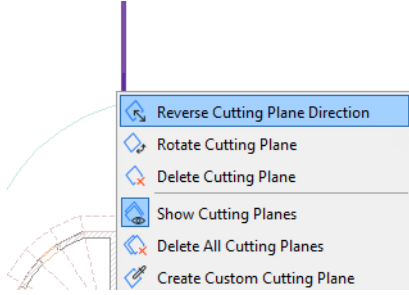 Reverse Cutting Plane Direction
Rotate Cutting Plane
Delete Cutting Plane
Show Cutting Planes
Delete All Cutting Planes
Create Custom Cutting Plane